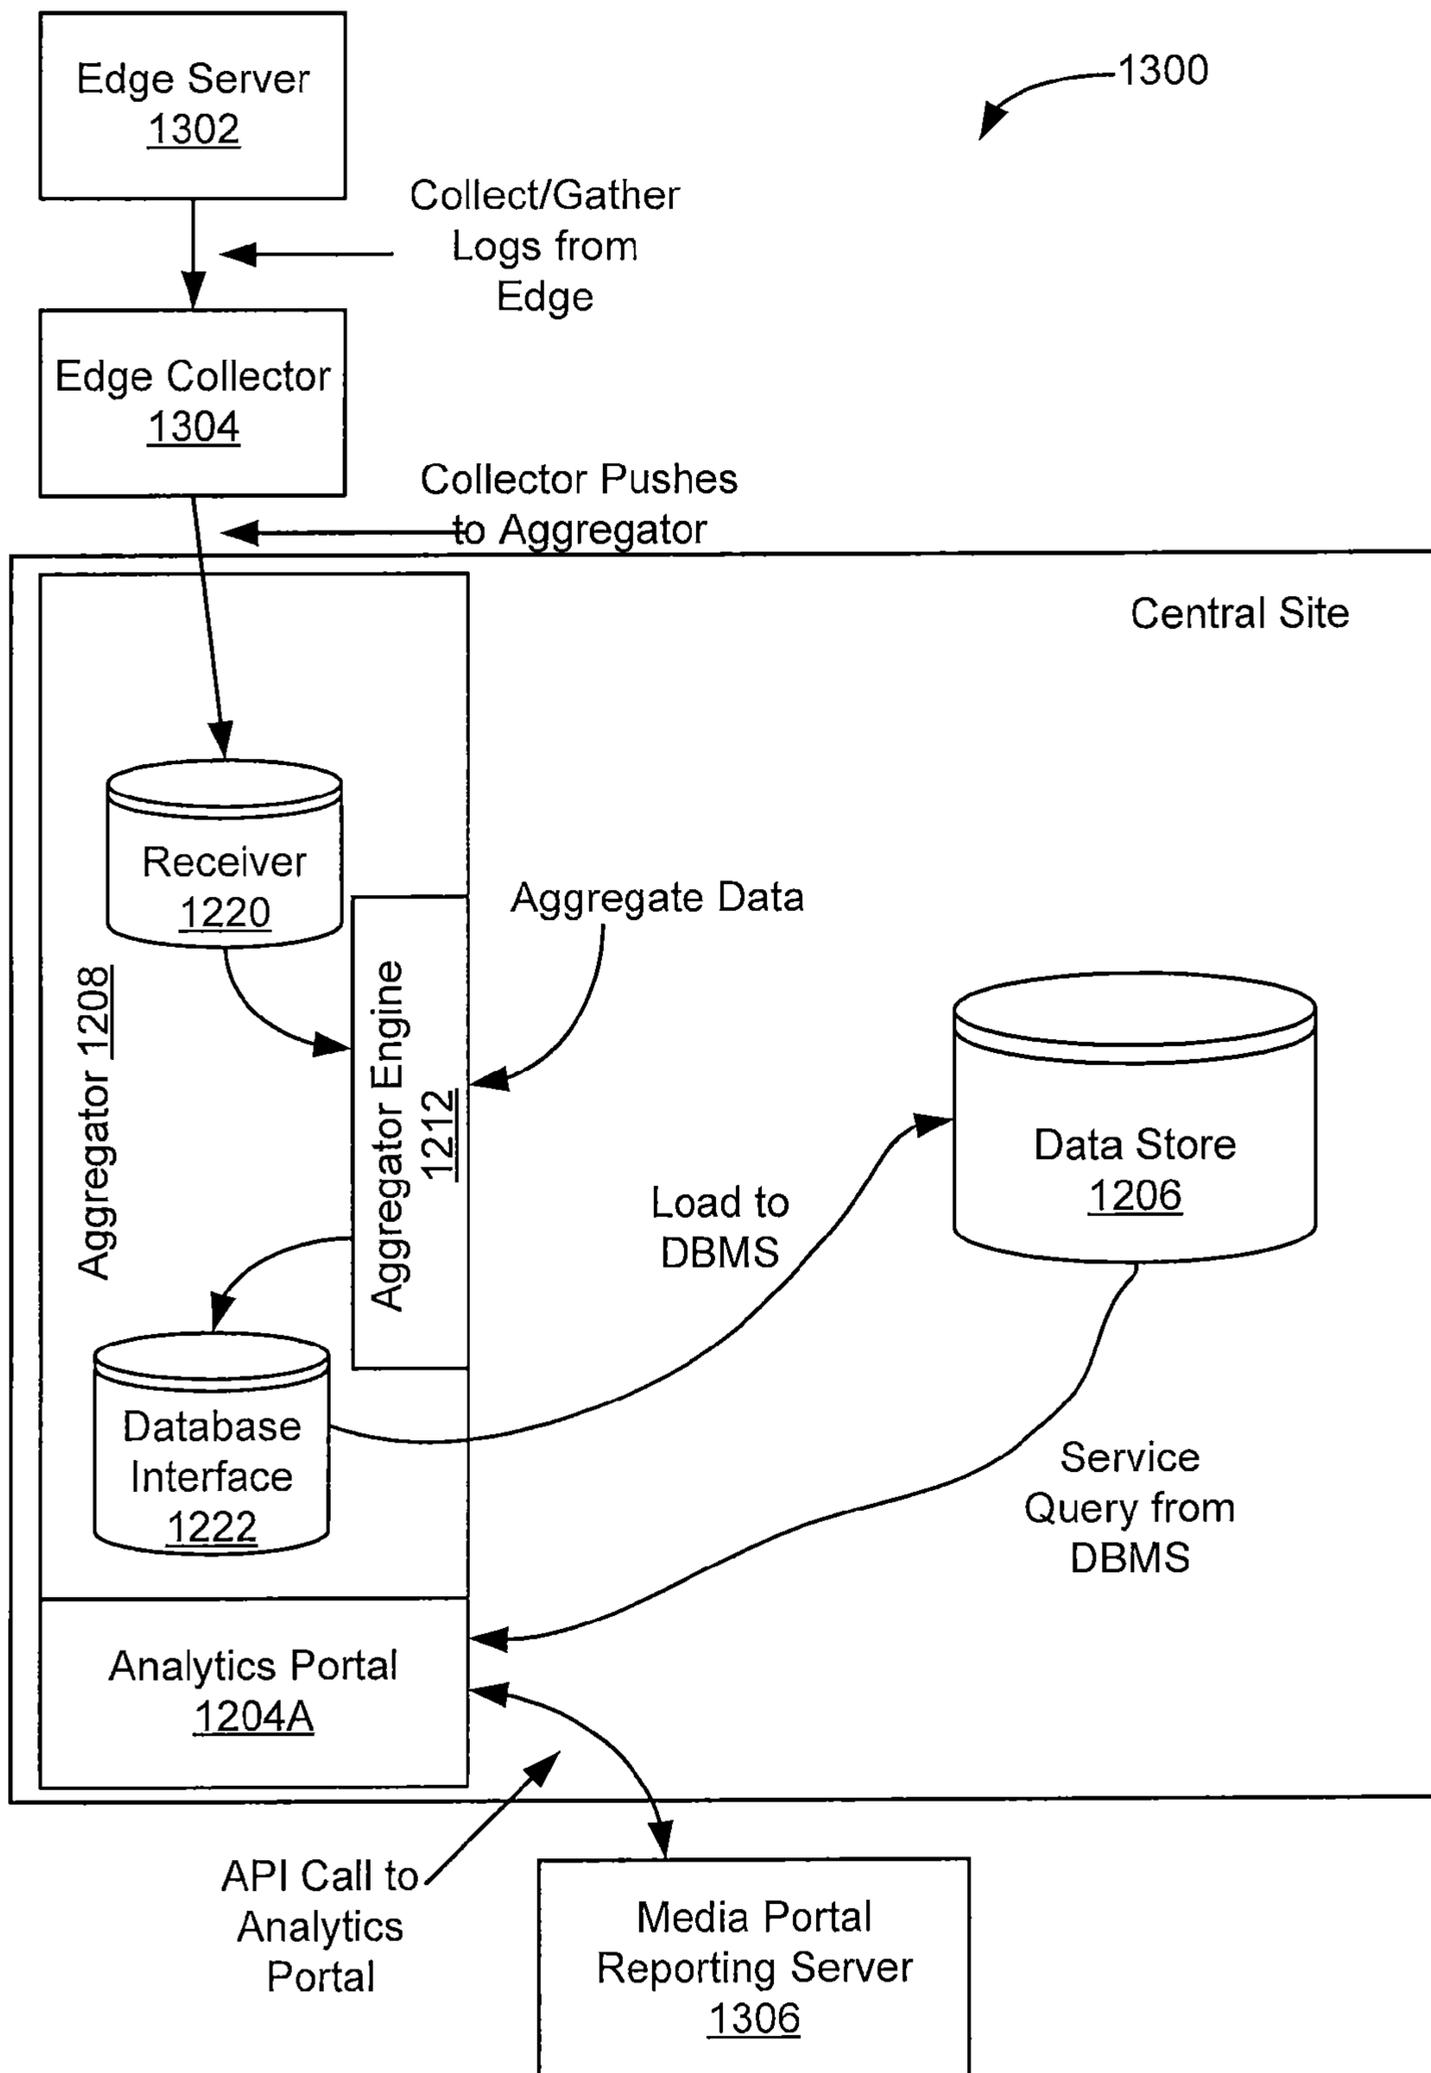 Edge Server
1302
1300
Collect/Gather
Logs from
Edge
Edge Collector
1304
Collector Pushes
to Aggregator
Central Site
Receiver
1220
Aggregate Data
Aggregator 1208
Aggregator Engine
1212
Data Store
1206
Load to
DBMS
Database
Interface
1222
Service
Query from
DBMS
Analytics Portal
1204A
API Call to
Analytics
Portal
Media Portal
Reporting Server
1306